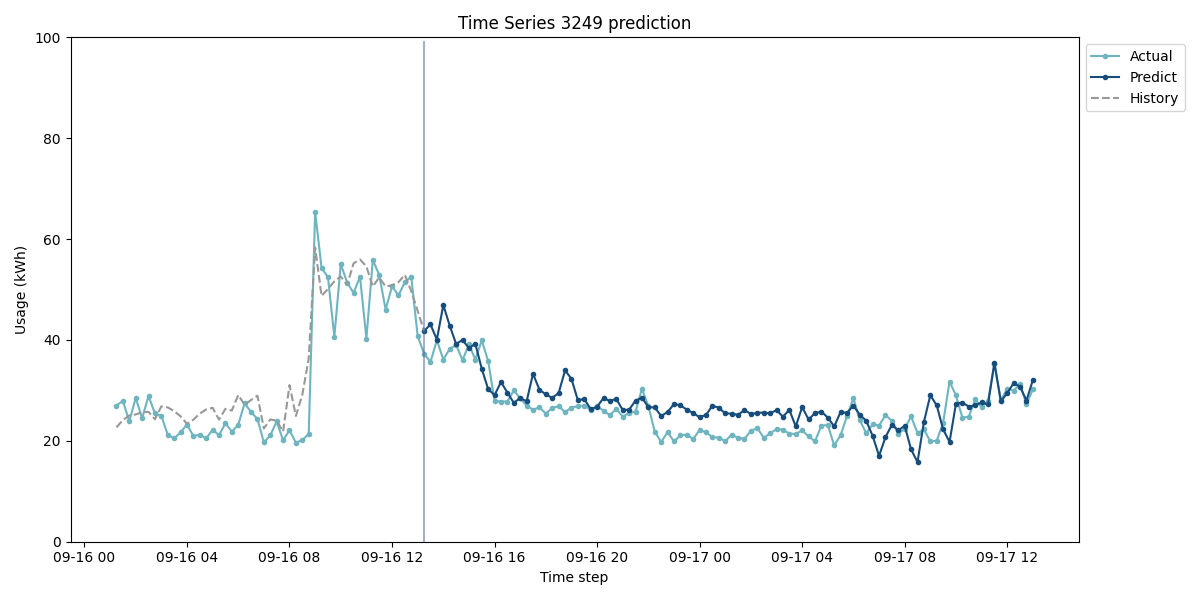 Time Series 3249 prediction
Usage (kWh)
100
80
60
40
20
0
09-16 00
09-16 04
09-16 08
09-16 12
09-16 16
09-16 20
09-17 00
09-17 04
09-17 08
09-17 12
Time step
Actual
Predict
History